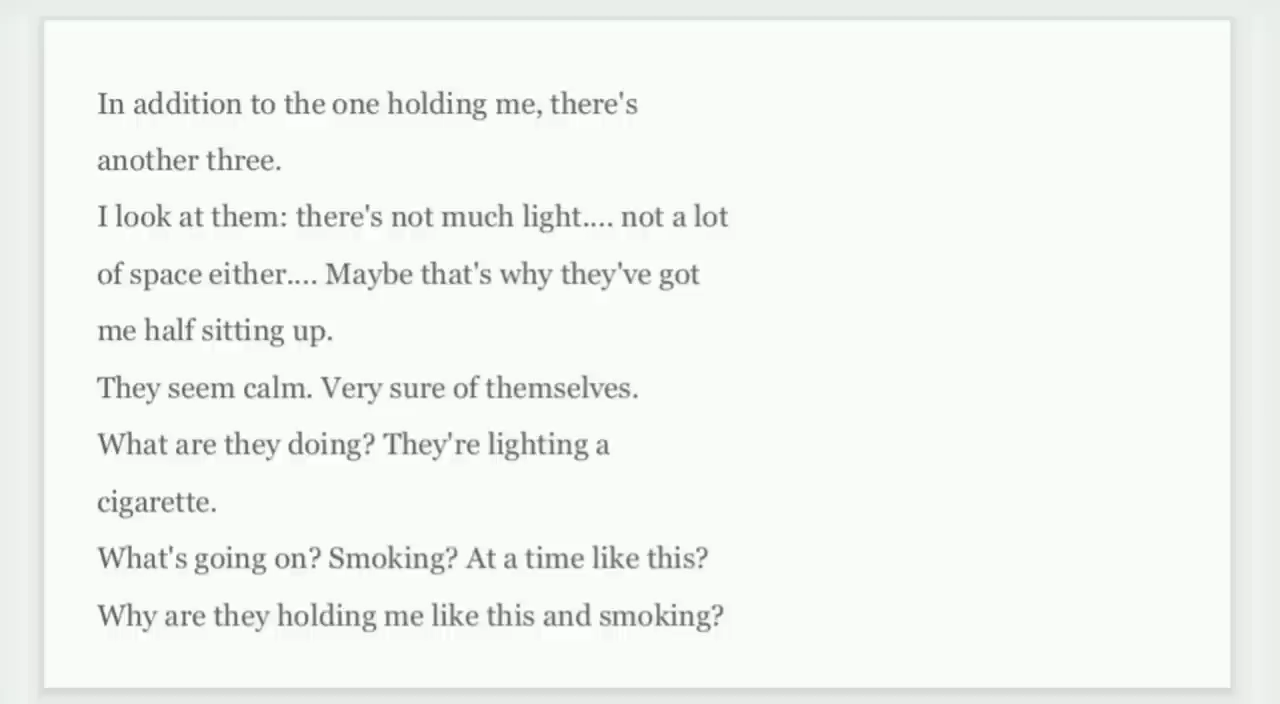 In addition to the one holding me, there's
another three.
I look at them: there's not much light.... not a lot
of space either.... Maybe that's why they've got
me half sitting up.
They seem calm. Very sure of themselves.
What are they doing? They're lighting a
cigarette.
What's going on? Smoking? At a time like this?
Why are they holding me like this and smoking?